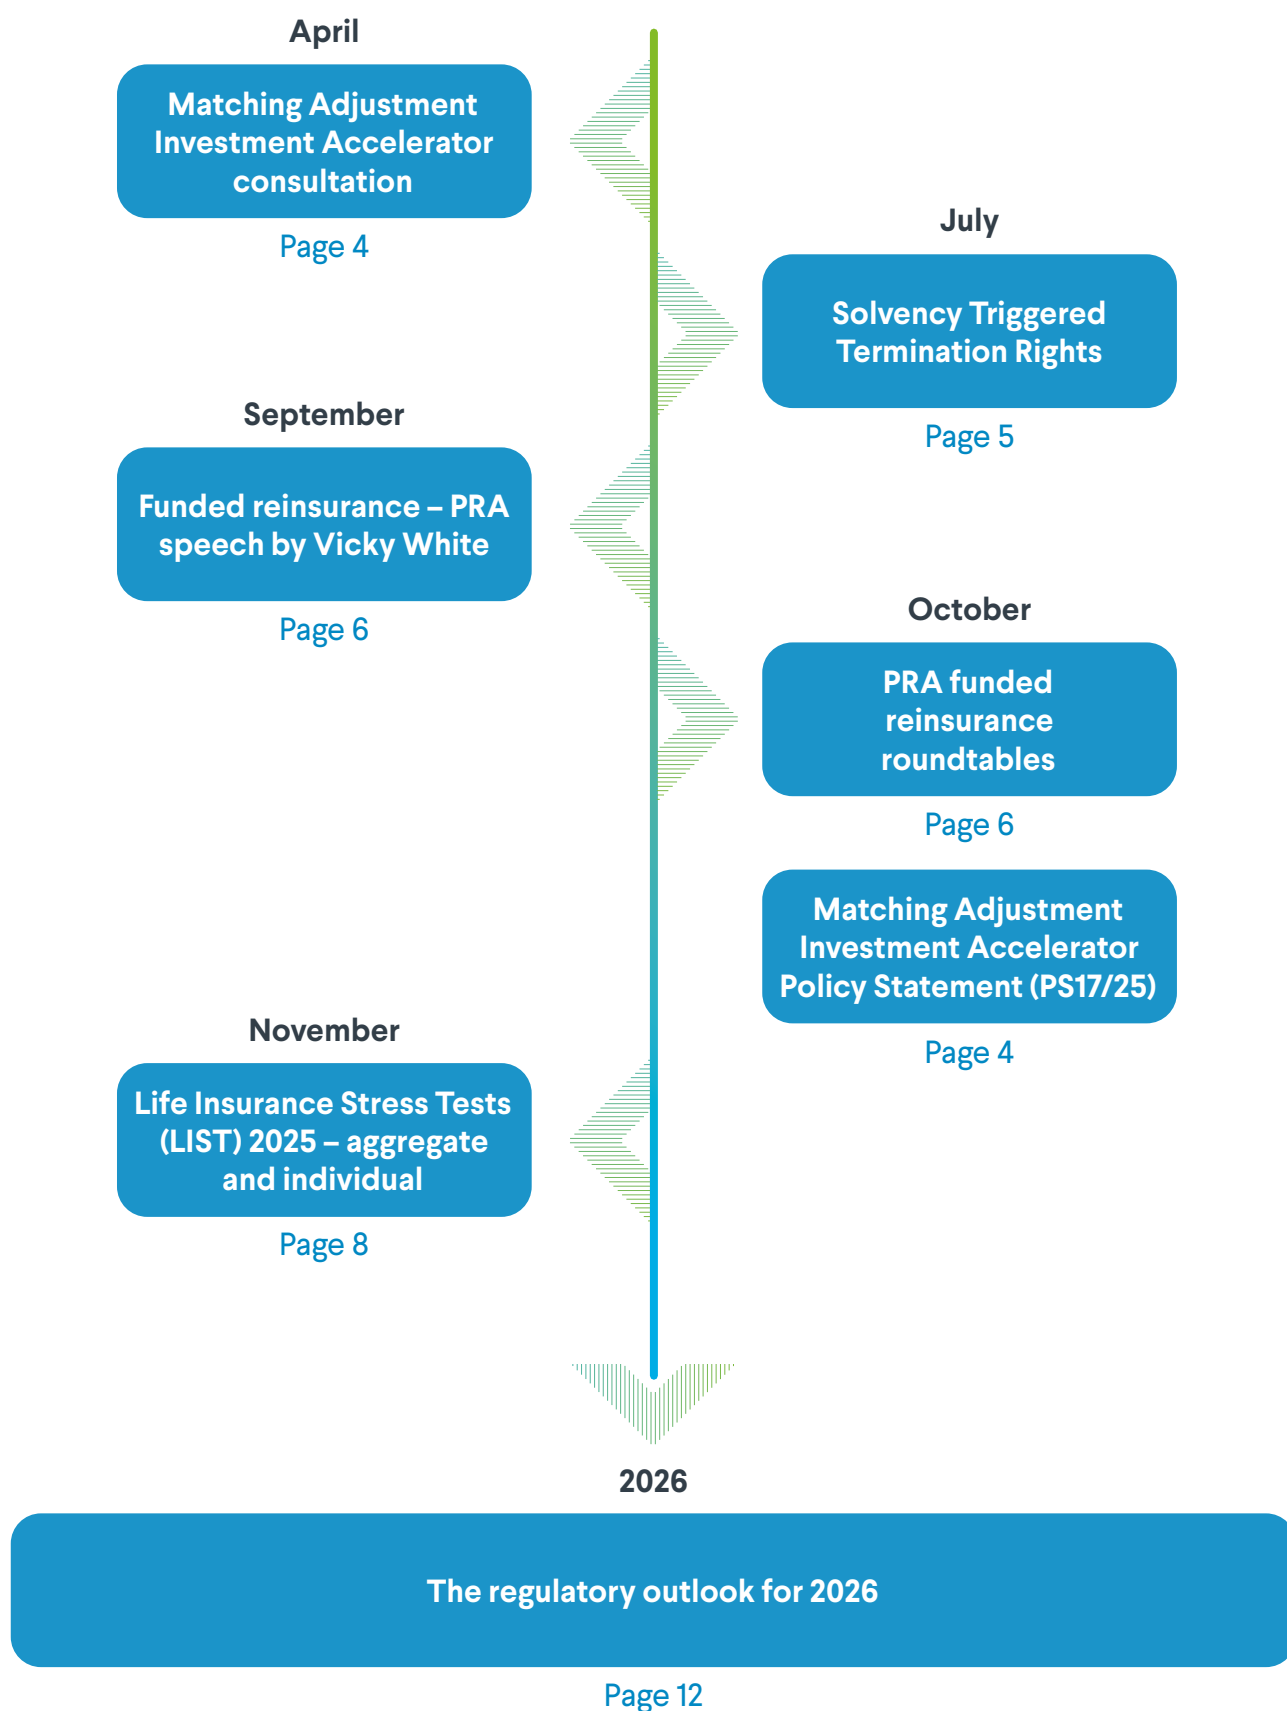 April
Matching Adjustment
Investment Accelerator
consultation
Page 4
July
Solvency Triggered
Termination Rights
Page 5
September
Funded reinsurance – PRA
speech by Vicky White
Page 6
October
PRA funded
reinsurance
roundtables
Page 6
Matching Adjustment
Investment Accelerator
Policy Statement (PS17/25)
Page 4
November
Life Insurance Stress Tests
(LIST) 2025 – aggregate
and individual
Page 8
2026
The regulatory outlook for 2026
Page 12